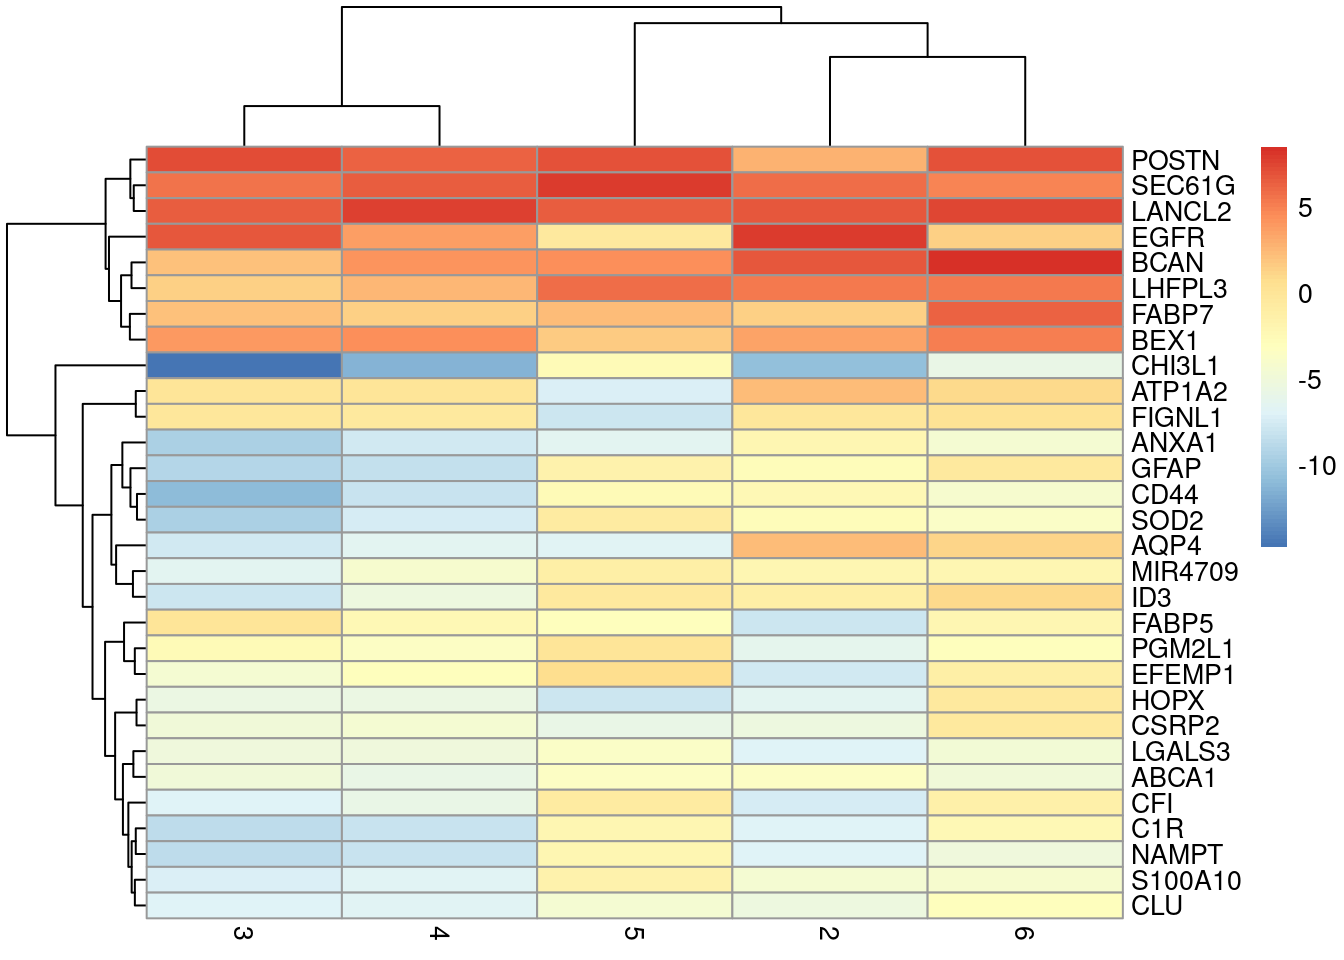 POSTN
SEC61G
LANCL2
EGFR
BCAN
LHFPL3
FABP7
BEX1
CHI3L1
ATP1A2
FIGNL1
ANXA1
GFAP
CD44
SOD2
AQP4
MIR4709
ID3
FABP5
PGM2L1
EFEMP1
HOPX
CSRP2
LGALS3
ABCA1
CFI
C1R
NAMPT
S100A10
CLU
5
0
-5
-10
3 4 5 2 6